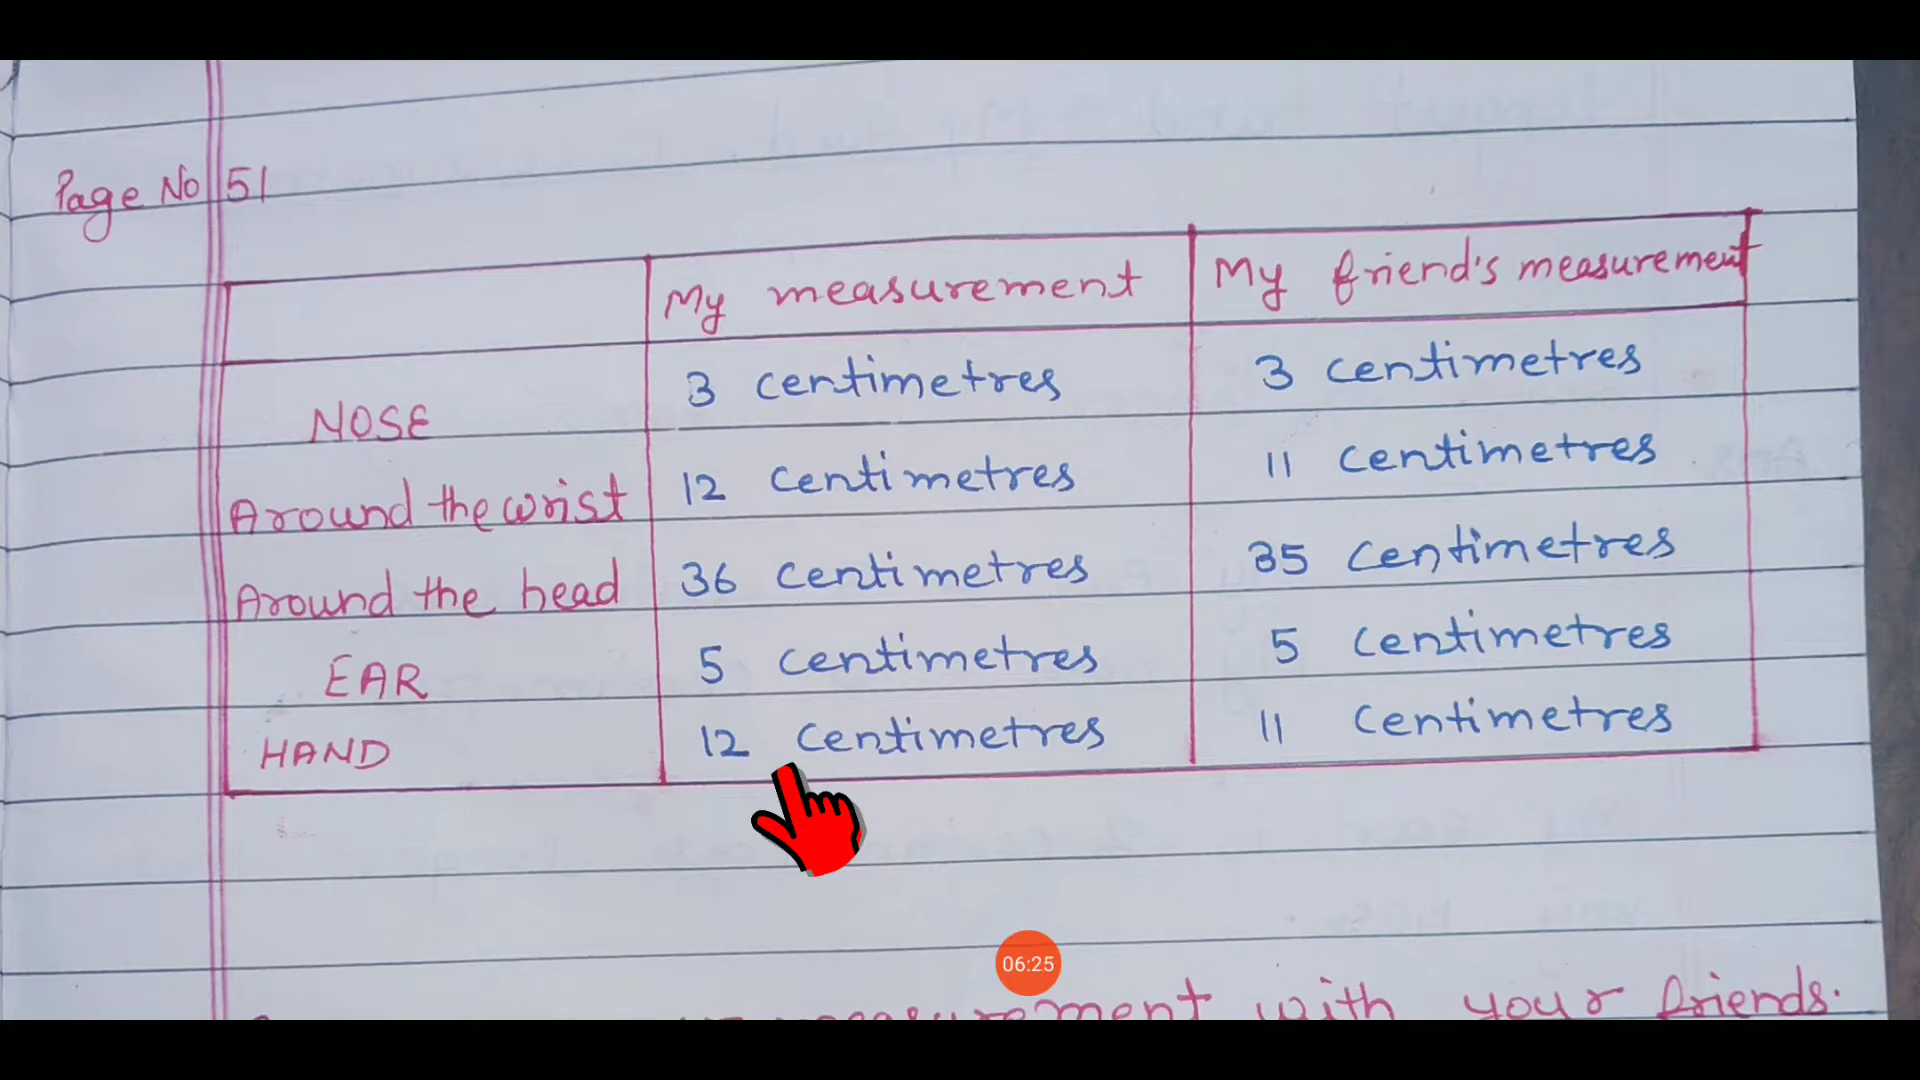 Page No 51
My measurement My friend's measurement
NOSE 3 centimetres 3 centimetres
Around the wrist 12 centimetres 11 centimetres
Around the head 36 centimetres 35 centimetres
EAR 5 centimetres 5 centimetres
HAND 12 centimetres 11 centimetres
06:25
measurement with your friends.